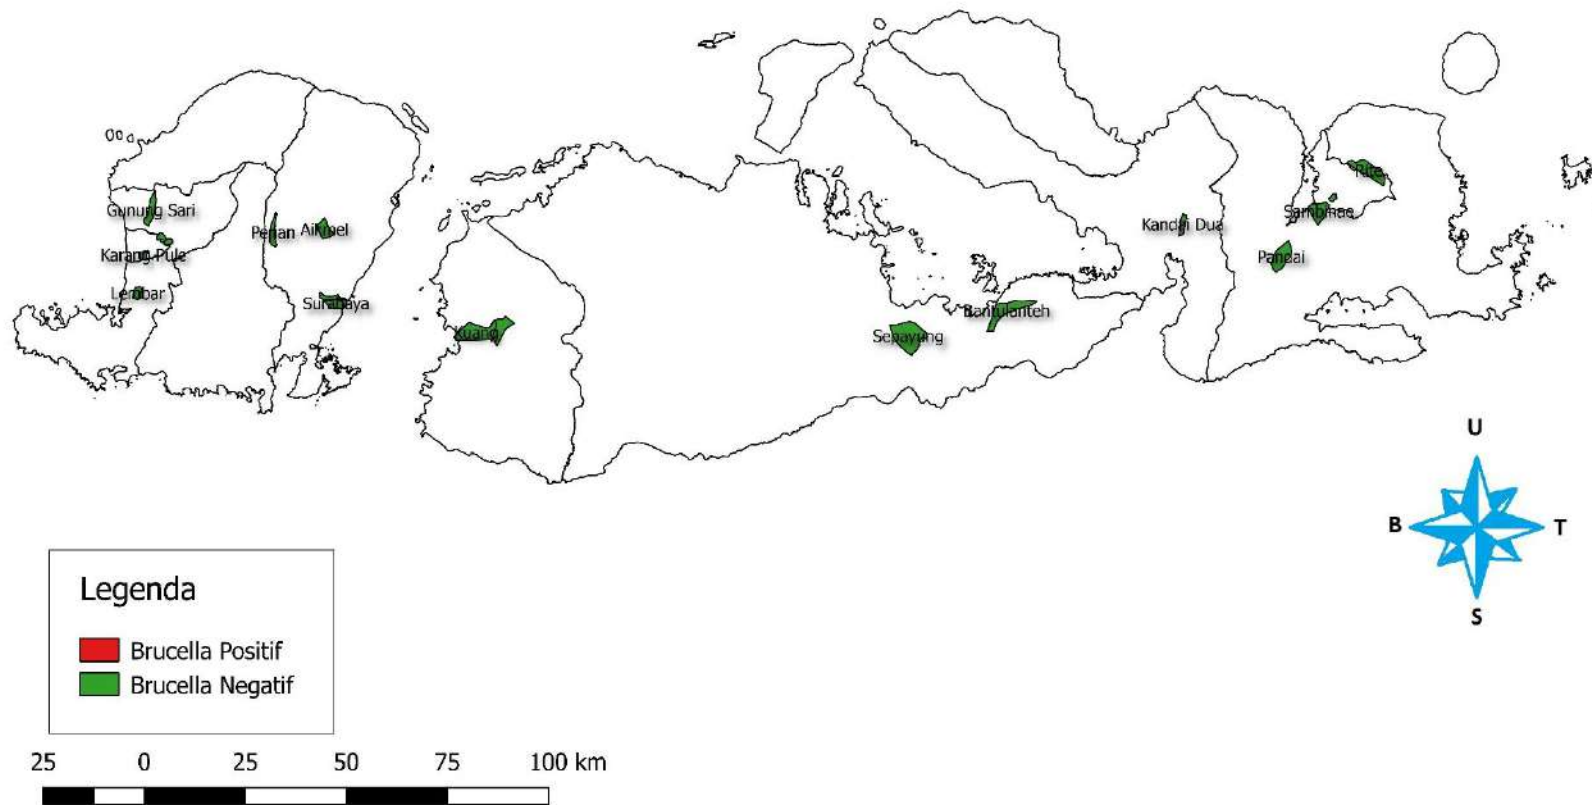 Rite
Gunung Sari
Sambinae
Perian
Aikmel
Kandai Dua
Karang Pule
Pandai
Lembar
Surabaya
Bantulanteh
Kuang
Sepayung
U
B
T
S
Legenda
Brucella Positif
Brucella Negatif
25 0 25 50 75 100 km